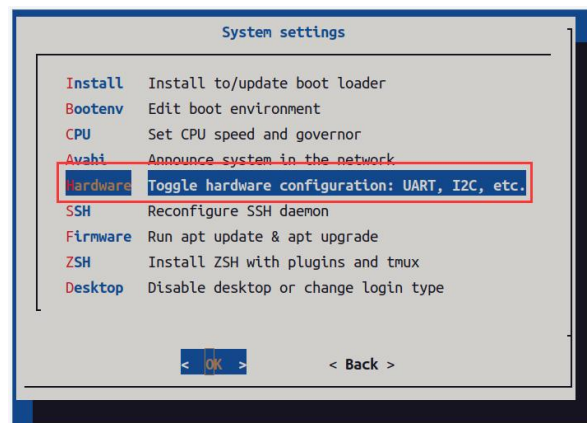 System settings
Install Install to/update boot loader
Bootenv Edit boot environment
CPU Set CPU speed and governor
Avahi Announce system in the network
Hardware Toggle hardware configuration: UART, I2C, etc.
SSH Reconfigure SSH daemon
Firmware Run apt update & apt upgrade
ZSH Install ZSH with plugins and tmux
Desktop Disable desktop or change login type
< OK > < Back >